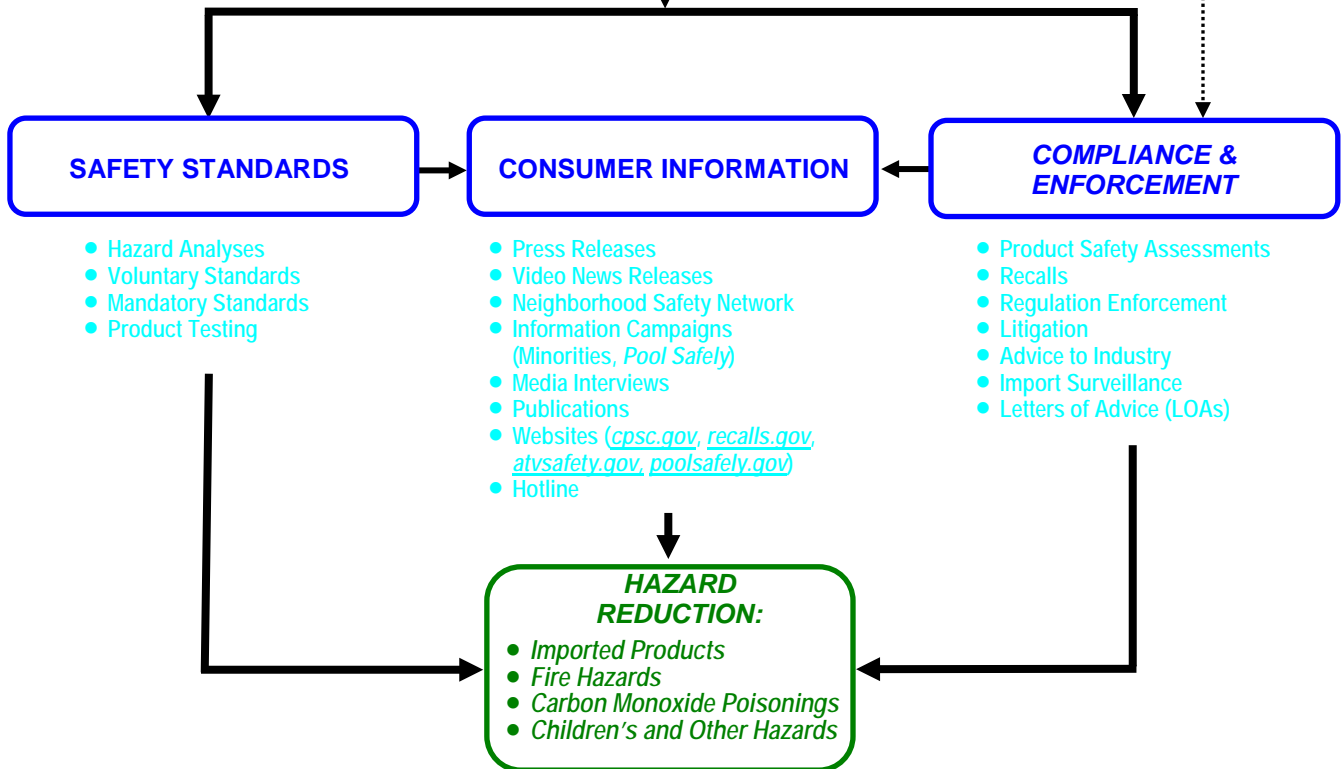 SAFETY STANDARDS
● Hazard Analyses
● Voluntary Standards
● Mandatory Standards
● Product Testing
CONSUMER INFORMATION
● Press Releases
● Video News Releases
● Neighborhood Safety Network
● Information Campaigns
(Minorities, Pool Safely)
● Media Interviews
● Publications
● Websites (cpsc.gov, recalls.gov,
atvsafety.gov, poolsafely.gov)
● Hotline
COMPLIANCE &
ENFORCEMENT
● Product Safety Assessments
● Recalls
● Regulation Enforcement
● Litigation
● Advice to Industry
● Import Surveillance
● Letters of Advice (LOAs)
HAZARD
REDUCTION:
● Imported Products
● Fire Hazards
● Carbon Monoxide Poisonings
● Children’s and Other Hazards